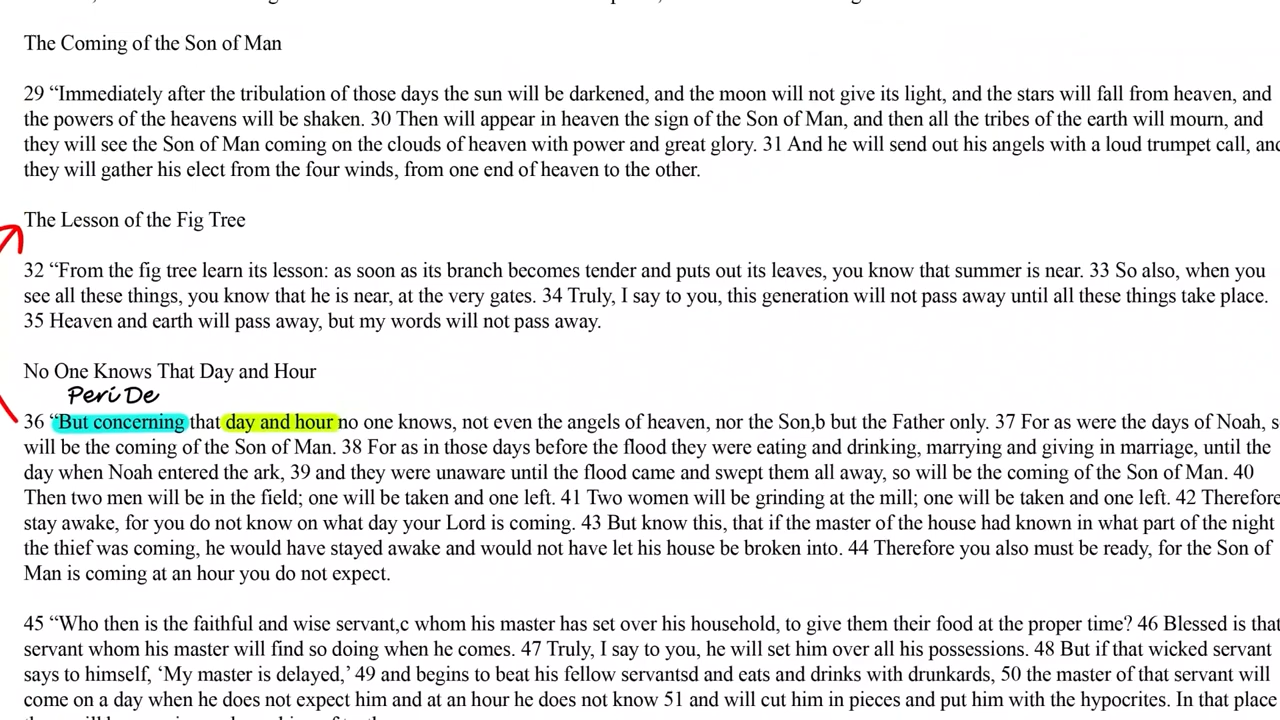 The Coming of the Son of Man
29 “Immediately after the tribulation of those days the sun will be darkened, and the moon will not give its light, and the stars will fall from heaven, and
the powers of the heavens will be shaken. 30 Then will appear in heaven the sign of the Son of Man, and then all the tribes of the earth will mourn, and
they will see the Son of Man coming on the clouds of heaven with power and great glory. 31 And he will send out his angels with a loud trumpet call, and
they will gather his elect from the four winds, from one end of heaven to the other.
The Lesson of the Fig Tree
32 “From the fig tree learn its lesson: as soon as its branch becomes tender and puts out its leaves, you know that summer is near. 33 So also, when you
see all these things, you know that he is near, at the very gates. 34 Truly, I say to you, this generation will not pass away until all these things take place.
35 Heaven and earth will pass away, but my words will not pass away.
No One Knows That Day and Hour
Peri De
36 “But concerning that day and hour no one knows, not even the angels of heaven, nor the Son,b but the Father only. 37 For as were the days of Noah, s
will be the coming of the Son of Man. 38 For as in those days before the flood they were eating and drinking, marrying and giving in marriage, until the
day when Noah entered the ark, 39 and they were unaware until the flood came and swept them all away, so will be the coming of the Son of Man. 40
Then two men will be in the field; one will be taken and one left. 41 Two women will be grinding at the mill; one will be taken and one left. 42 Therefore
stay awake, for you do not know on what day your Lord is coming. 43 But know this, that if the master of the house had known in what part of the night
the thief was coming, he would have stayed awake and would not have let his house be broken into. 44 Therefore you also must be ready, for the Son of
Man is coming at an hour you do not expect.
45 “Who then is the faithful and wise servant,c whom his master has set over his household, to give them their food at the proper time? 46 Blessed is that
servant whom his master will find so doing when he comes. 47 Truly, I say to you, he will set him over all his possessions. 48 But if that wicked servant
says to himself, ‘My master is delayed,’ 49 and begins to beat his fellow servantsd and eats and drinks with drunkards, 50 the master of that servant will
come on a day when he does not expect him and at an hour he does not know 51 and will cut him in pieces and put him with the hypocrites. In that place